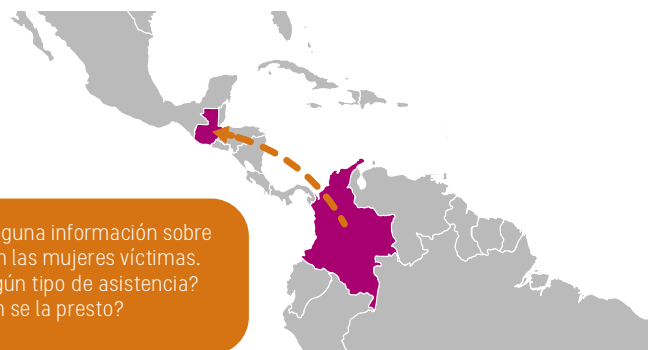 guna información sobre
n las mujeres víctimas.
gún tipo de asistencia?
n se la presto?